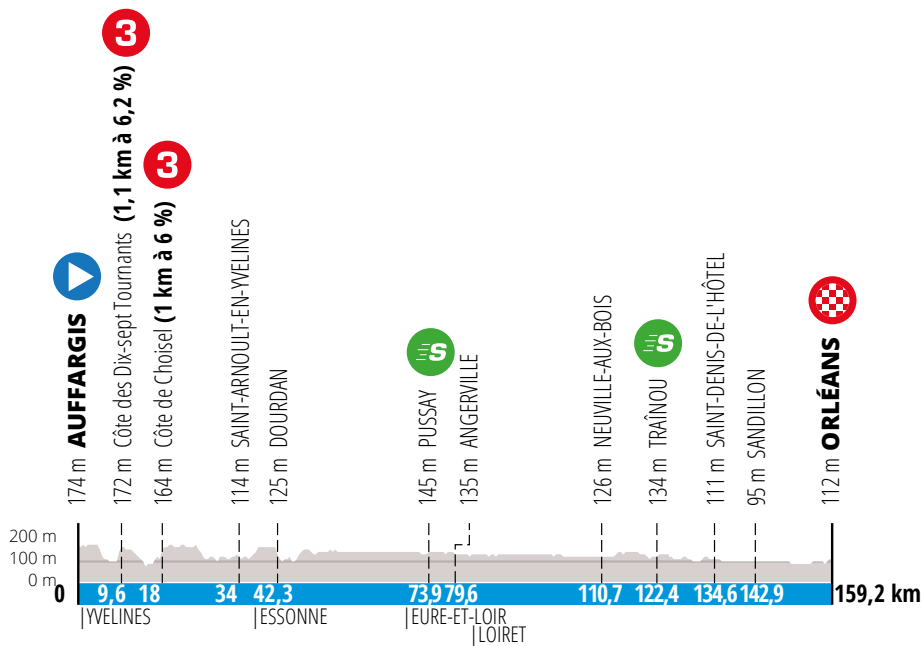 3
3
174 m AUFFARGIS
172 m Côte des Dix-sept Tournants (1,1 km à 6,2 %)
164 m Côte de Choisel (1 km à 6 %)
114 m SAINT-ARNOULT-EN-YVELINES
125 m DOURDAN
S
145 m PUSSAY
135 m ANGERVILLE
126 m NEUVILLE-AUX-BOIS
S
134 m TRAÎNOU
111 m SAINT-DENIS-DE-L'HÔTEL
95 m SANDILLON
112 m ORLÉANS
200 m
100 m
0 m
0 9,6 18 34 42,3 73,9 79,6 110,7 122,4 134,6 142,9 159,2 km
|YVELINES |ESSONNE |EURE-ET-LOIR
|LOIRET